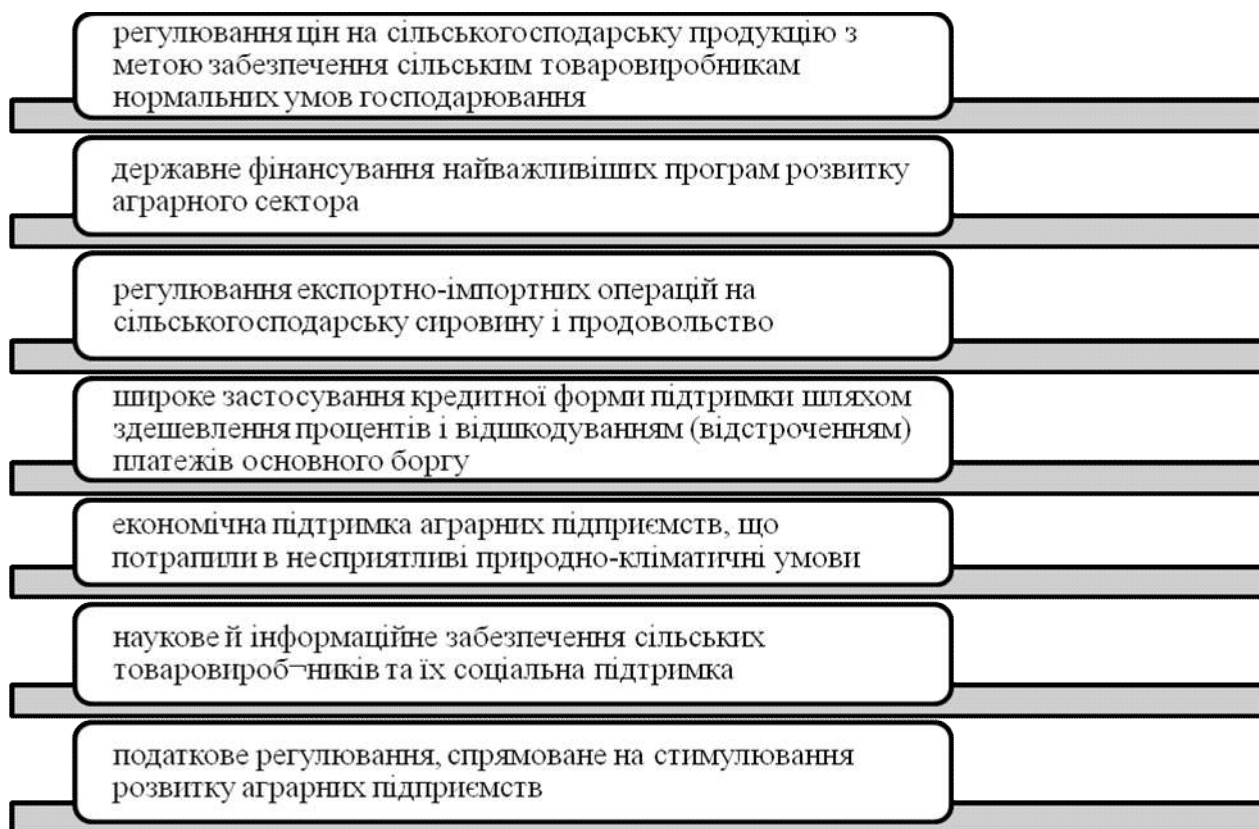 регулювання цін на сільськогосподарську продукцію з
метою забезпечення сільським товаровиробникам
нормальних умов господарювання
державне фінансування найважливіших програм розвитку
аграрного сектора
регулювання експортно-імпортних операцій на
сільськогосподарську сировину і продовольство
широке застосування кредитної форми підтримки шляхом
здешевлення процентів і відшкодуванням (відстроченням)
платежів основного боргу
економічна підтримка аграрних підприємств, що
потрапили в несприятливі природно-кліматичні умови
наукове й інформаційне забезпечення сільських
товаровироб¬ників та їх соціальна підтримка
податкове регулювання, спрямоване на стимулювання
розвитку аграрних підприємств